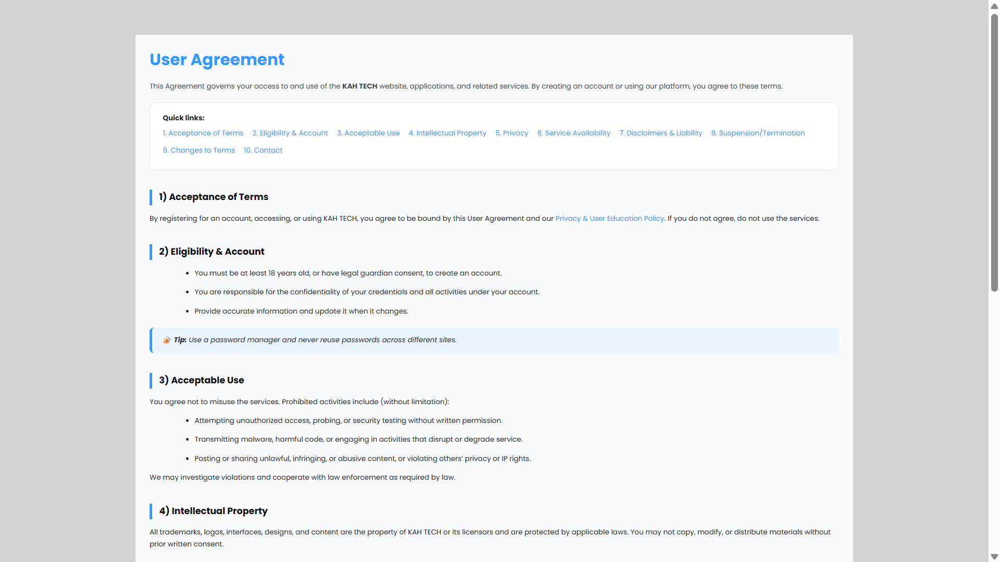 User Agreement
This Agreement governs your access to and use of the KAH TECH website, applications, and related services. By creating an account or using our platform, you agree to these terms.
Quick links:
1. Acceptance of Terms 2. Eligibility & Account 3. Acceptable Use 4. Intellectual Property 5. Privacy 6. Service Availability 7. Disclaimers & Liability 8. Suspension/Termination
9. Changes to Terms 10. Contact
1) Acceptance of Terms
By registering for an account, accessing, or using KAH TECH, you agree to be bound by this User Agreement and our Privacy & User Education Policy. If you do not agree, do not use the services.
2) Eligibility & Account
• You must be at least 18 years old, or have legal guardian consent, to create an account.
• You are responsible for the confidentiality of your credentials and all activities under your account.
• Provide accurate information and update it when it changes.
🔐 Tip: Use a password manager and never reuse passwords across different sites.
3) Acceptable Use
You agree not to misuse the services. Prohibited activities include (without limitation):
• Attempting unauthorized access, probing, or security testing without written permission.
• Transmitting malware, harmful code, or engaging in activities that disrupt or degrade service.
• Posting or sharing unlawful, infringing, or abusive content, or violating others’ privacy or IP rights.
We may investigate violations and cooperate with law enforcement as required by law.
4) Intellectual Property
All trademarks, logos, interfaces, designs, and content are the property of KAH TECH or its licensors and are protected by applicable laws. You may not copy, modify, or distribute materials without
prior written consent.